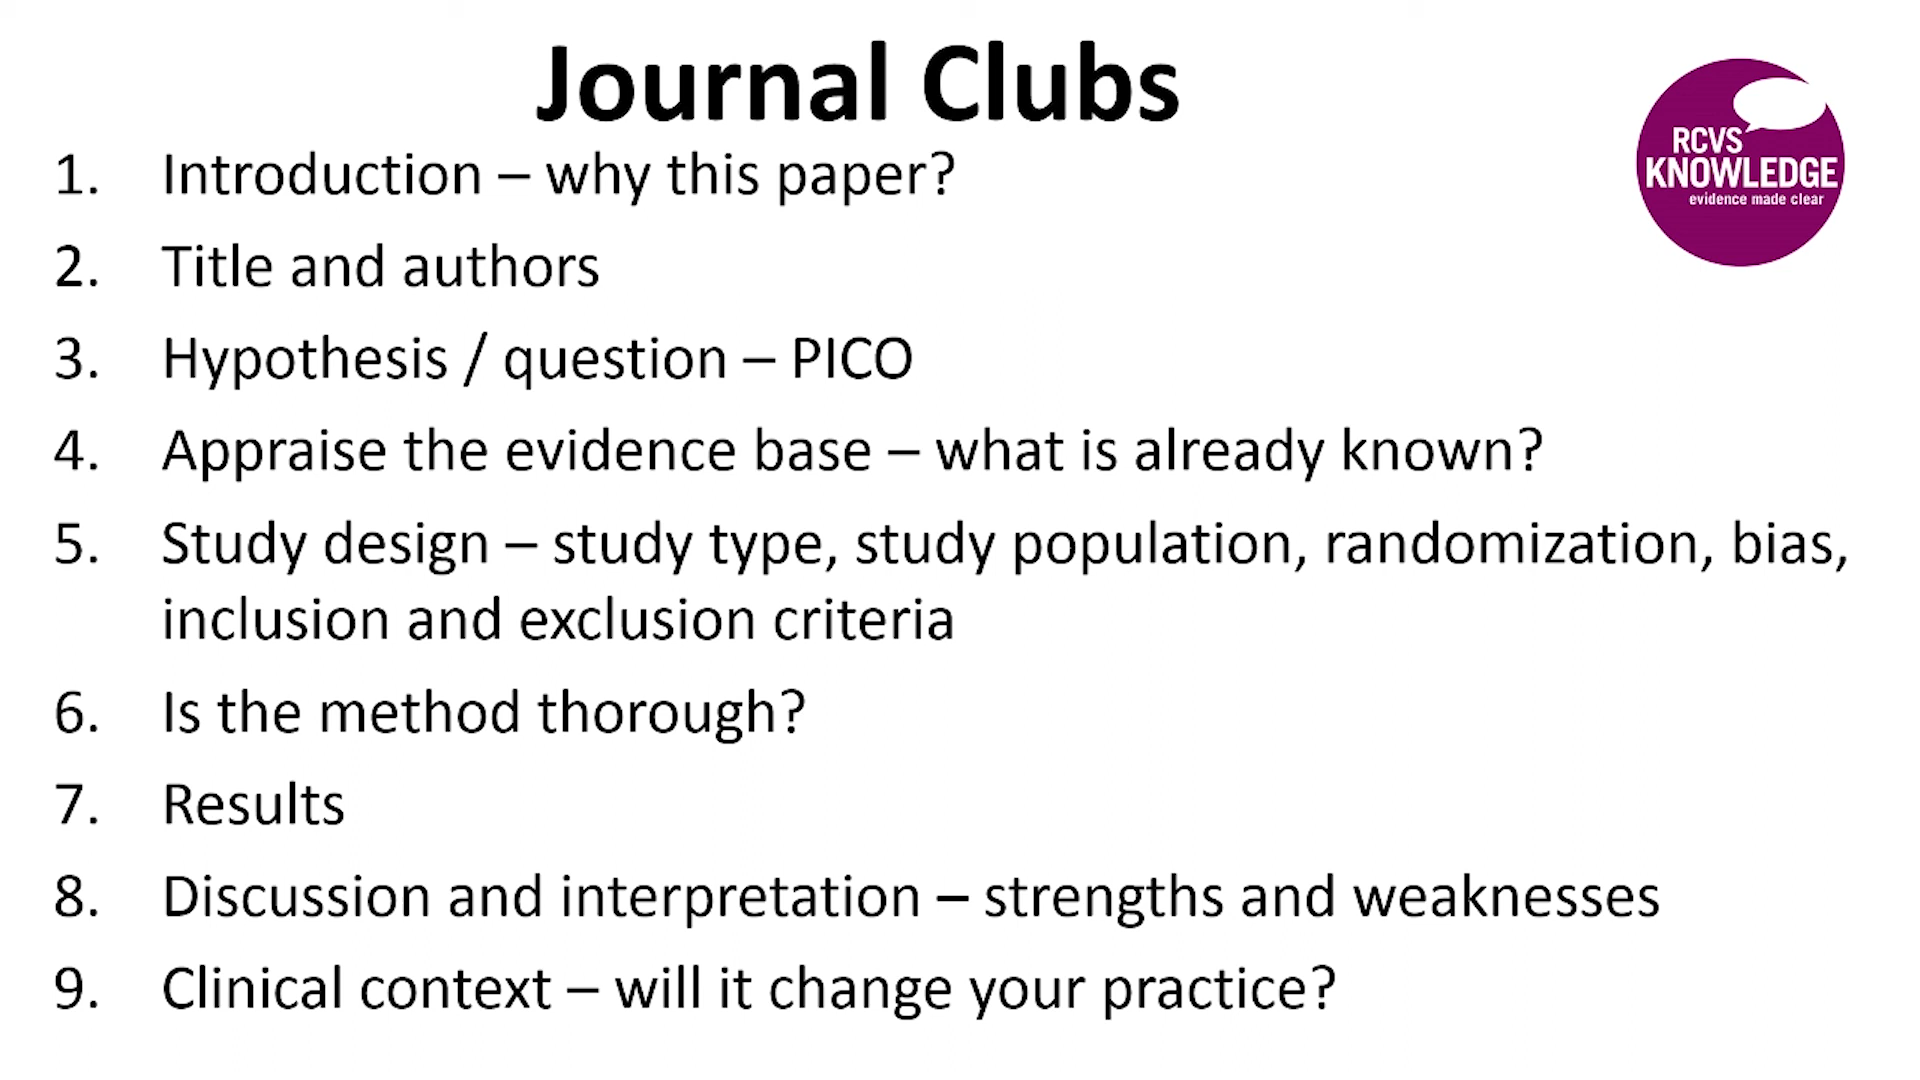 Journal Clubs
RCVS
KNOWLEDGE
evidence made clear
1. Introduction – why this paper?
2. Title and authors
3. Hypothesis / question – PICO
4. Appraise the evidence base – what is already known?
5. Study design – study type, study population, randomization, bias,
inclusion and exclusion criteria
6. Is the method thorough?
7. Results
8. Discussion and interpretation – strengths and weaknesses
9. Clinical context – will it change your practice?